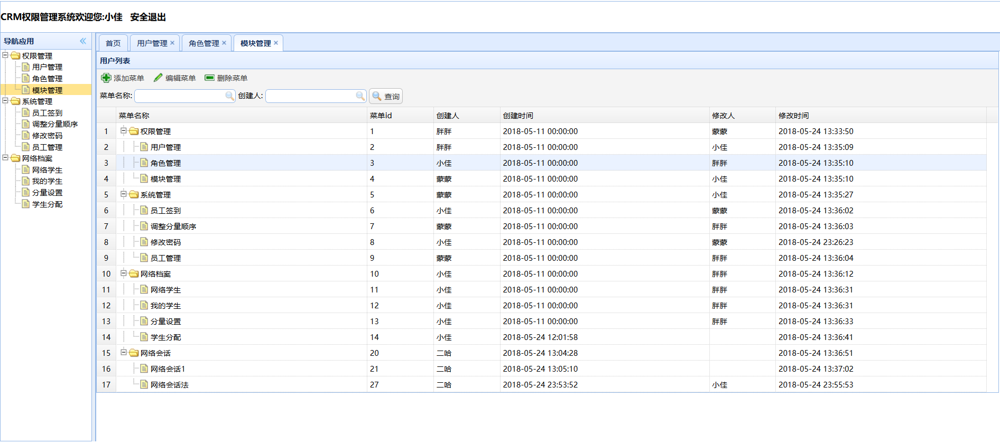 CRM权限管理系统欢迎您:小佳 安全退出
导航应用
权限管理
用户管理
角色管理
模块管理
系统管理
员工签到
调整分量顺序
修改密码
员工管理
网络档案
网络学生
我的学生
分量设置
学生分配
首页 用户管理 角色管理 模块管理
用户列表
添加菜单 编辑菜单 删除菜单
菜单名称: 创建人: 查询
菜单名称 菜单id 创建人 创建时间 修改人 修改时间
1 权限管理 1 胖胖 2018-05-11 00:00:00 蒙蒙 2018-05-24 13:33:50
2 用户管理 2 胖胖 2018-05-11 00:00:00 小佳 2018-05-24 13:35:09
3 角色管理 3 小佳 2018-05-11 00:00:00 胖胖 2018-05-24 13:35:10
4 模块管理 4 蒙蒙 2018-05-11 00:00:00 小佳 2018-05-24 13:35:10
5 系统管理 5 蒙蒙 2018-05-11 00:00:00 小佳 2018-05-24 13:35:27
6 员工签到 6 小佳 2018-05-11 00:00:00 蒙蒙 2018-05-24 13:36:02
7 调整分量顺序 7 蒙蒙 2018-05-11 00:00:00 胖胖 2018-05-24 13:36:03
8 修改密码 8 小佳 2018-05-11 00:00:00 蒙蒙 2018-05-24 23:26:23
9 员工管理 9 蒙蒙 2018-05-11 00:00:00 胖胖 2018-05-24 13:36:04
10 网络档案 10 小佳 2018-05-11 00:00:00 胖胖 2018-05-24 13:36:12
11 网络学生 11 小佳 2018-05-11 00:00:00 胖胖 2018-05-24 13:36:31
12 我的学生 12 小佳 2018-05-11 00:00:00 胖胖 2018-05-24 13:36:31
13 分量设置 13 小佳 2018-05-11 00:00:00 胖胖 2018-05-24 13:36:33
14 学生分配 14 小佳 2018-05-24 12:01:58 2018-05-24 13:36:41
15 网络会话 20 二哈 2018-05-24 13:04:28 2018-05-24 13:36:51
16 网络会话1 21 二哈 2018-05-24 13:05:10 2018-05-24 13:37:02
17 网络会话法 27 二哈 2018-05-24 23:53:52 小佳 2018-05-24 23:55:53